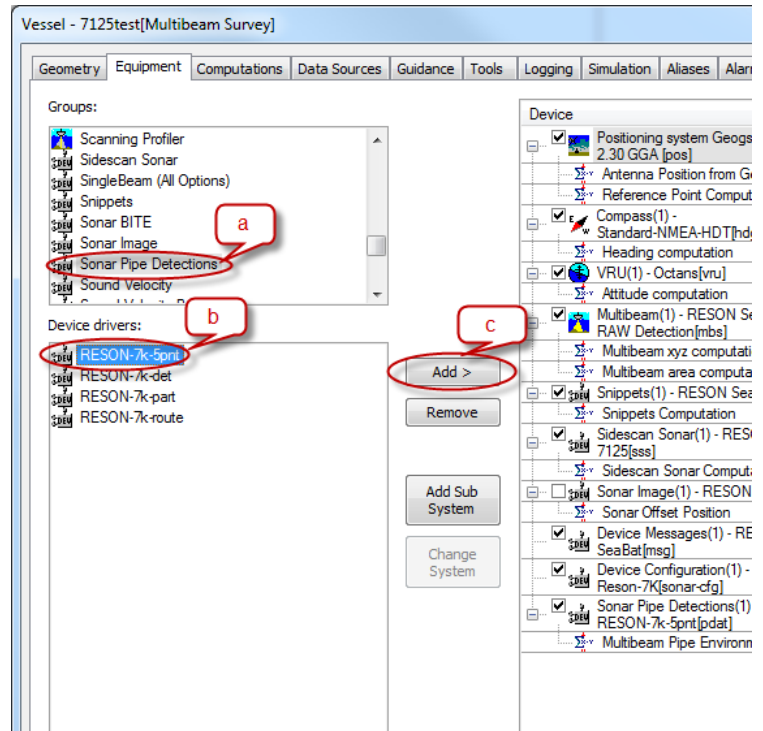 Vessel - 7125test[Multibeam Survey]
Geometry Equipment Computations Data Sources Guidance Tools Logging Simulation Aliases Alarm
Groups:
Scanning Profiler
Sidescan Sonar
SingleBeam (All Options)
Snippets
Sonar BITE
Sonar Image
Sonar Pipe Detections
Sound Velocity
a
Device drivers:
b
RESON-7k-5pnt
RESON-7k-det
RESON-7k-part
RESON-7k-route
c
Add >
Remove
Add Sub
System
Change
System
Device
Positioning system Geogs
2.30 GGA [pos]
Antenna Position from Ge
Reference Point Comput
Compass(1) -
Standard-NMEA-HDT[hdg
Heading computation
VRU(1) - Octans[vru]
Attitude computation
Multibeam(1) - RESON Se
RAW Detection[mbs]
Multibeam xyz computati
Multibeam area computa
Snippets(1) - RESON Sea
Snippets Computation
Sidescan Sonar(1) - RESO
7125[sss]
Sidescan Sonar Computa
Sonar Image(1) - RESON
Sonar Offset Position
Device Messages(1) - RE
SeaBat[msg]
Device Configuration(1) -
Reson-7K[sonar-cfg]
Sonar Pipe Detections(1)
RESON-7k-5pnt[pdat]
Multibeam Pipe Environm